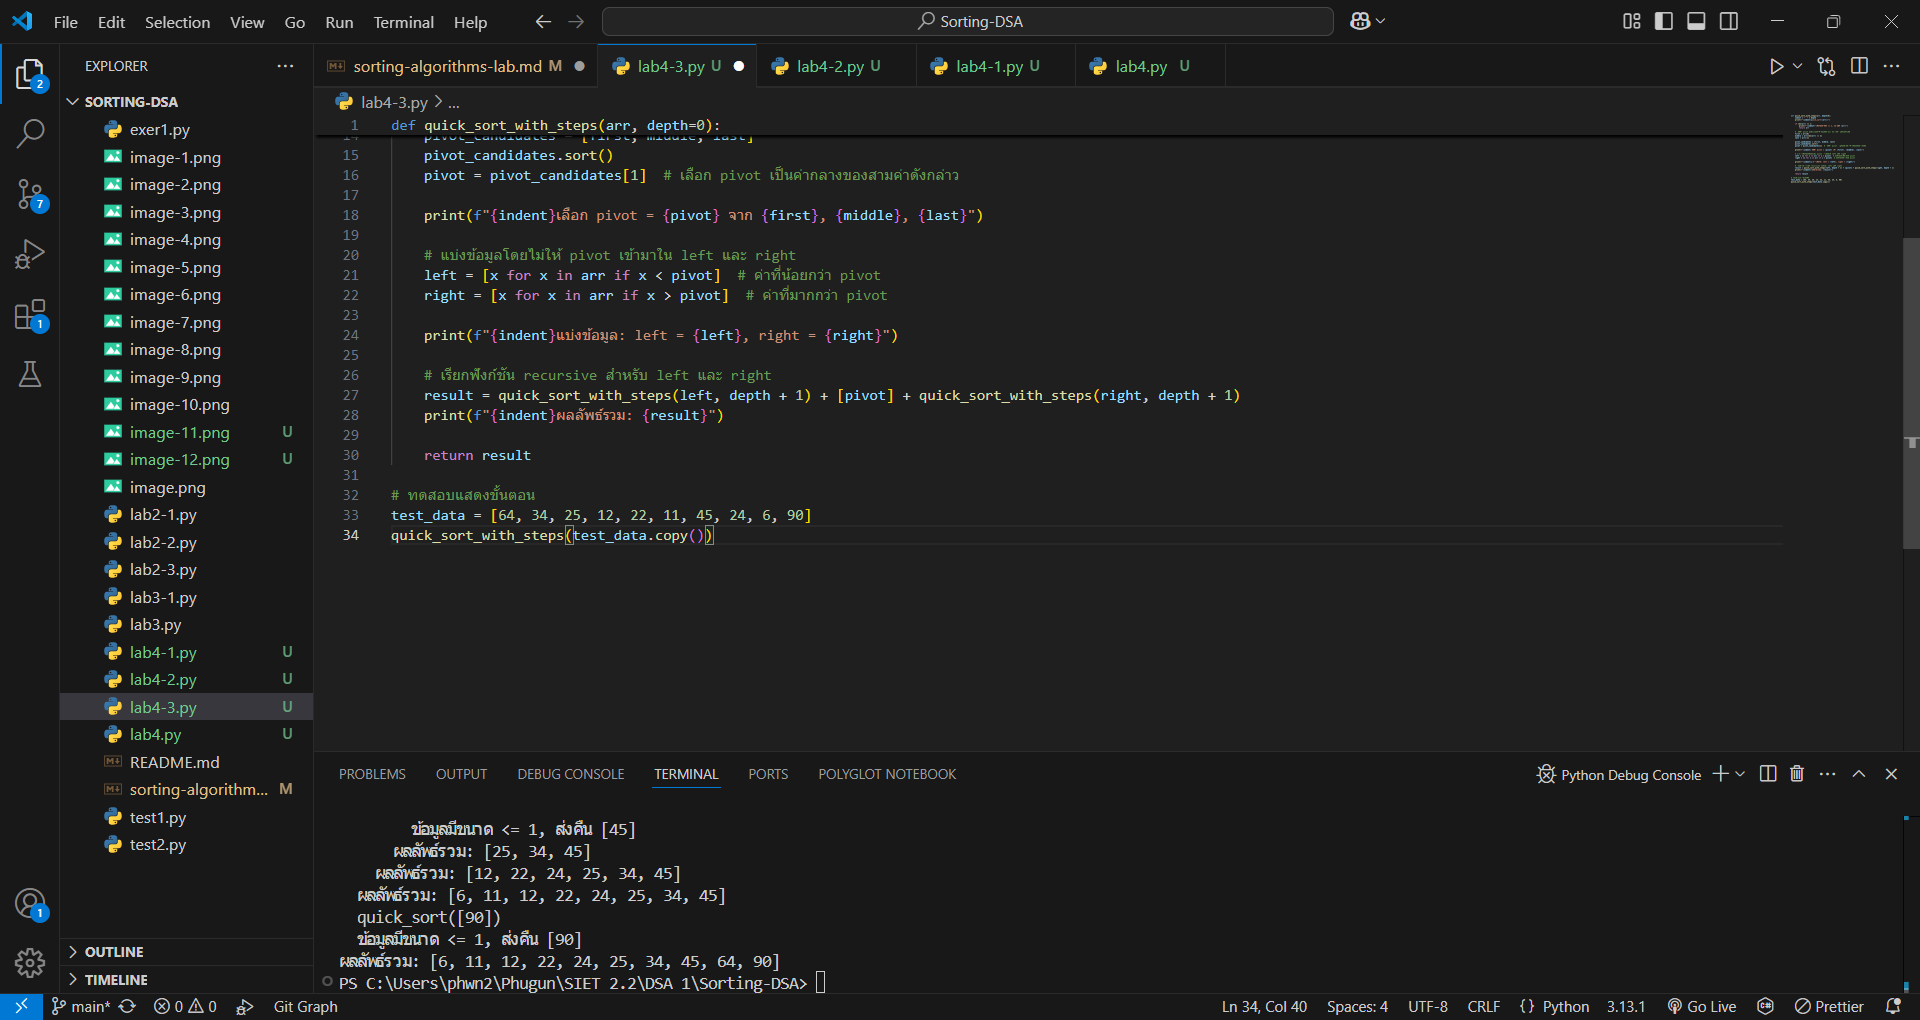 File Edit Selection View Go Run Terminal Help
Sorting-DSA
EXPLORER
SORTING-DSA
exer1.py
image-1.png
image-2.png
image-3.png
image-4.png
image-5.png
image-6.png
image-7.png
image-8.png
image-9.png
image-10.png
image-11.png U
image-12.png U
image.png
lab2-1.py
lab2-2.py
lab2-3.py
lab3-1.py
lab3.py
lab4-1.py U
lab4-2.py U
lab4-3.py U
lab4.py U
README.md
sorting-algorithm... M
test1.py
test2.py
OUTLINE
TIMELINE
2
7
1
1
sorting-algorithms-lab.md M
lab4-3.py U
lab4-2.py U
lab4-1.py U
lab4.py U
lab4-3.py > ...
1 def quick_sort_with_steps(arr, depth=0):
15 pivot_candidates.sort()
16 pivot = pivot_candidates[1]  # เลือก pivot เป็นค่ากลางของสามค่าดังกล่าว
17
18 print(f"{indent}เลือก pivot = {pivot} จาก {first}, {middle}, {last}")
19
20 # แบ่งข้อมูลโดยไม่ให้ pivot เข้ามาใน left และ right
21 left = [x for x in arr if x < pivot]  # ค่าที่น้อยกว่า pivot
22 right = [x for x in arr if x > pivot]  # ค่าที่มากกว่า pivot
23
24 print(f"{indent}แบ่งข้อมูล: left = {left}, right = {right}")
25
26 # เรียกฟังก์ชัน recursive สำหรับ left และ right
27 result = quick_sort_with_steps(left, depth + 1) + [pivot] + quick_sort_with_steps(right, depth + 1)
28 print(f"{indent}ผลลัพธ์รวม: {result}")
29
30 return result
31
32 # ทดสอบแสดงขั้นตอน
33 test_data = [64, 34, 25, 12, 22, 11, 45, 24, 6, 90]
34 quick_sort_with_steps(test_data.copy())
PROBLEMS OUTPUT DEBUG CONSOLE TERMINAL PORTS POLYGLOT NOTEBOOK
Python Debug Console
ข้อมูลมีขนาด <= 1, ส่งคืน [45]
ผลลัพธ์รวม: [25, 34, 45]
ผลลัพธ์รวม: [12, 22, 24, 25, 34, 45]
ผลลัพธ์รวม: [6, 11, 12, 22, 24, 25, 34, 45]
quick_sort([90])
ข้อมูลมีขนาด <= 1, ส่งคืน [90]
ผลลัพธ์รวม: [6, 11, 12, 22, 24, 25, 34, 45, 64, 90]
PS C:\Users\phwn2\Phugun\SIET 2.2\DSA 1\Sorting-DSA>
main* 0 0 Git Graph
Ln 34, Col 40 Spaces: 4 UTF-8 CRLF {} Python 3.13.1 Go Live Prettier